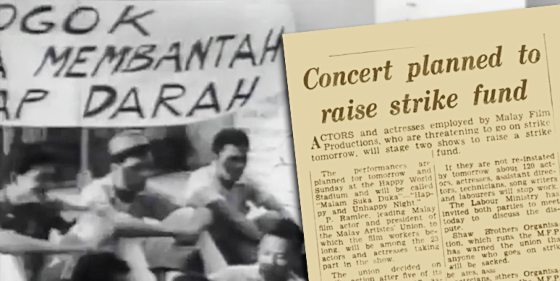 OGOK
A MEMBANTAH
AP DARAH
Concert planned to
raise strike fund
ACTORS and actresses employed by Malay Film
Productions, who are threatening to go on strike
tomorrow, will stage two shows to raise a strike
fund.
The performances are
planned for tomorrow and
Sunday at the Happy World
Stadium and will be called
"Malam Suka Duka"—"Hap-
py and Unhappy Night."
P. Ramlee, leading Malay
film actor and president of
the Malay Artistes' Union, to
which the film workers be-
long, will be among the 23
actors and actresses taking
part in the show.
The union decided on
action after five of its
If they are not re-instated
by tomorrow about 120 act-
ors, actresses, assistant direc-
tors, technicians, song writers
and labourers will stop work.
The Labour Ministry has
invited both parties to meet
today to discuss the dis-
pute.
Shaw Brothers Organisa-
tion, which runs the M.F.P.
has warned the union that
anyone who goes on strike
will be sacked.